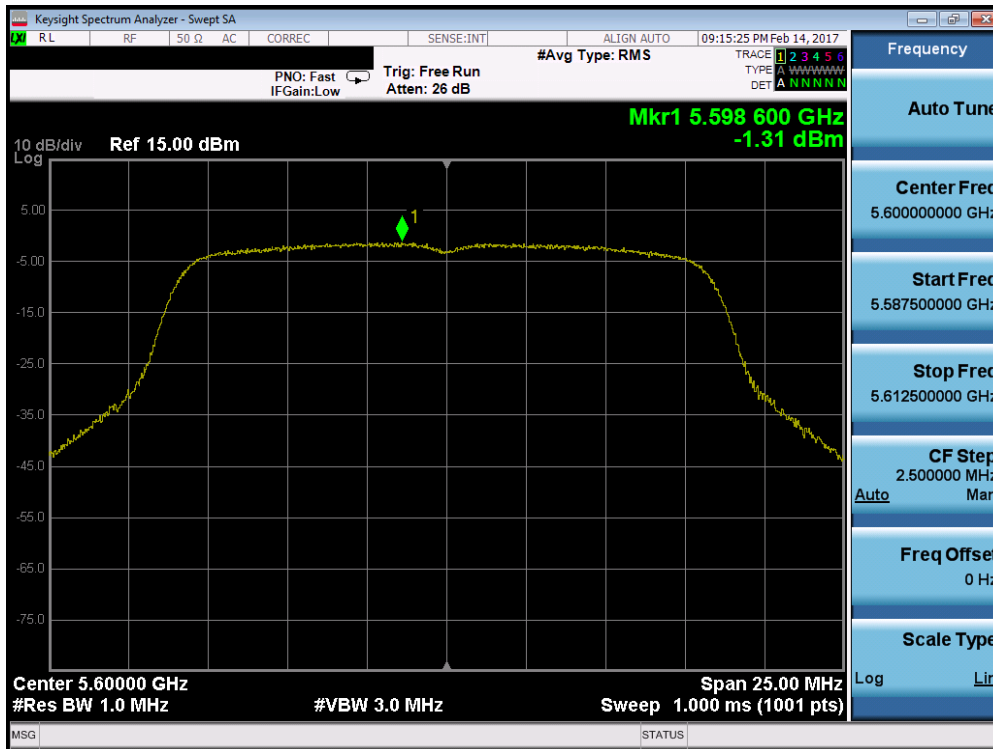 Keysight Spectrum Analyzer - Swept SA
LXI RL RF 50 Ω AC CORREC SENSE:INT ALIGN AUTO 09:15:25 PM Feb 14, 2017
#Avg Type: RMS
TRACE 1 2 3 4 5 6
TYPE A WWWWW
DET A N N N N N
PNO: Fast
IFGain:Low
Trig: Free Run
Atten: 26 dB
Mkr1 5.598 600 GHz
-1.31 dBm
10 dB/div
Log
Ref 15.00 dBm
1
5.00
-5.00
-15.0
-25.0
-35.0
-45.0
-55.0
-65.0
-75.0
Center 5.60000 GHz
Span 25.00 MHz
#Res BW 1.0 MHz
#VBW 3.0 MHz
Sweep 1.000 ms (1001 pts)
MSG
STATUS
Frequency
Auto Tune
Center Freq
5.600000000 GHz
Start Freq
5.587500000 GHz
Stop Freq
5.612500000 GHz
CF Step
2.500000 MHz
Auto Man
Freq Offset
0 Hz
Scale Type
Log Lin